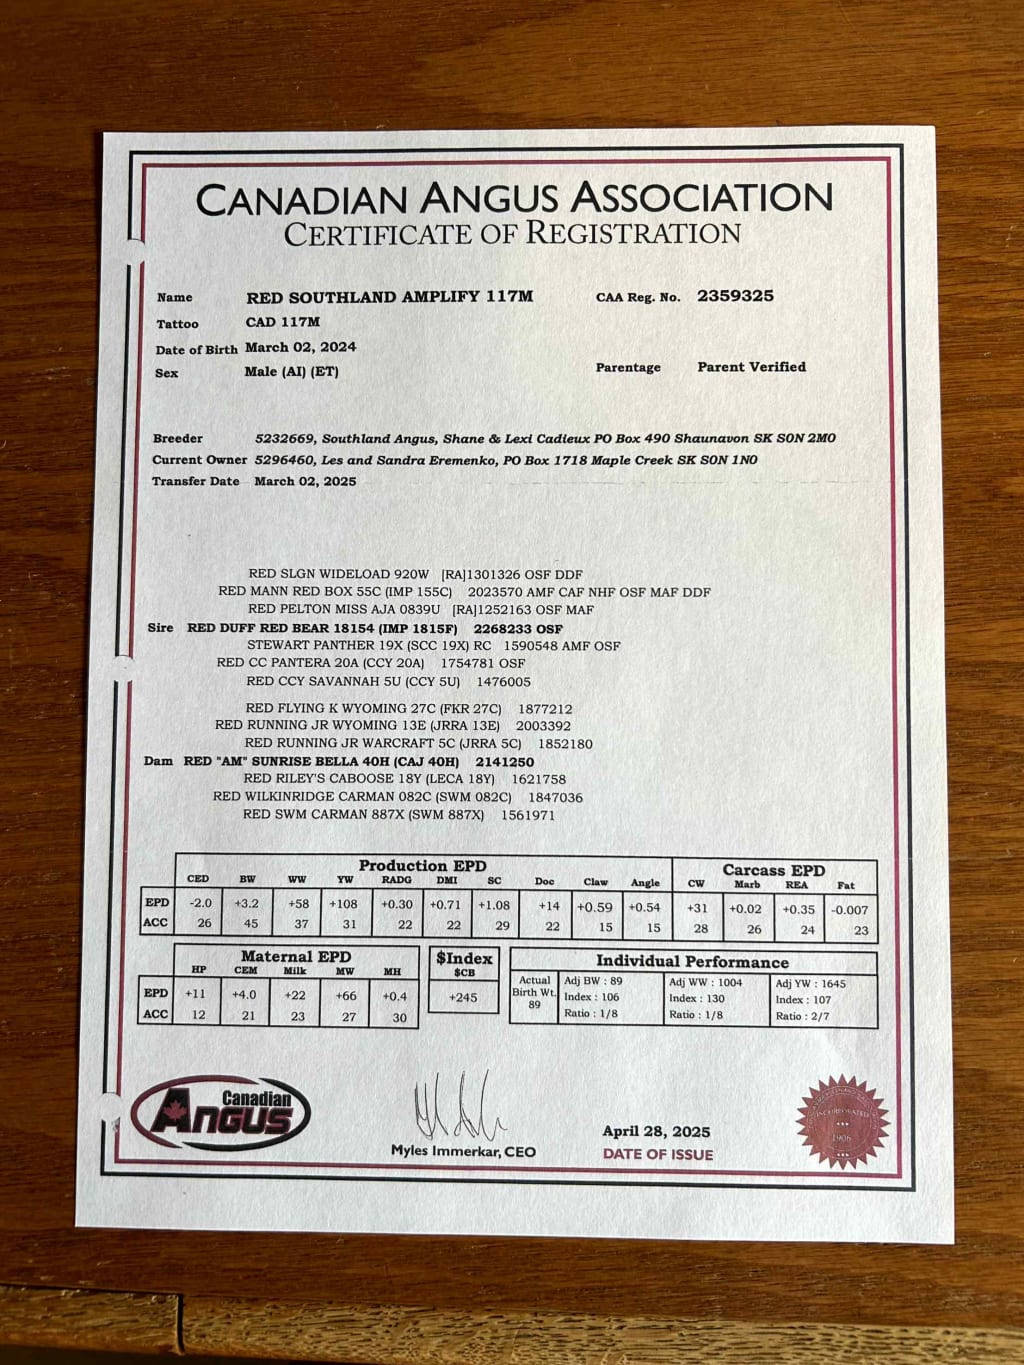 CANADIAN ANGUS ASSOCIATION
CERTIFICATE OF REGISTRATION
Name RED SOUTHLAND AMPLIFY 117M CAA Reg. No. 2359325
Tattoo CAD 117M
Date of Birth March 02, 2024
Sex Male (AI) (ET) Parentage Parent Verified
Breeder 5232669, Southland Angus, Shane & Lexi Cadieux PO Box 490 Shaunavon SK S0N 2M0
Current Owner 5296460, Les and Sandra Eremenko, PO Box 1718 Maple Creek SK S0N 1N0
Transfer Date March 02, 2025
RED SLGN WIDELOAD 920W [RA]1301326 OSF DDF
RED MANN RED BOX 55C (IMP 155C) 2023570 AMF CAF NHF OSF MAF DDF
RED PELTON MISS AJA 0839U [RA]1252163 OSF MAF
Sire RED DUFF RED BEAR 18154 (IMP 1815F) 2268233 OSF
STEWART PANTHER 19X (SCC 19X) RC 1590548 AMF OSF
RED CC PANTERA 20A (CCY 20A) 1754781 OSF
RED CCY SAVANNAH 5U (CCY 5U) 1476005
RED FLYING K WYOMING 27C (FKR 27C) 1877212
RED RUNNING JR WYOMING 13E (JRRA 13E) 2003392
RED RUNNING JR WARCRAFT 5C (JRRA 5C) 1852180
Dam RED "AM" SUNRISE BELLA 40H (CAJ 40H) 2141250
RED RILEY'S CABOOSE 18Y (LECA 18Y) 1621758
RED WILKINRIDGE CARMAN 082C (SWM 082C) 1847036
RED SWM CARMAN 887X (SWM 887X) 1561971
Production EPD Carcass EPD
CED BW WW YW RADG DMI SC Doc Claw Angle CW Marb REA Fat
EPD -2.0 +3.2 +58 +108 +0.30 +0.71 +1.08 +14 +0.59 +0.54 +31 +0.02 +0.35 -0.007
ACC 26 45 37 31 22 22 29 22 15 15 28 26 24 23
Maternal EPD $Index Individual Performance
HP CEM Milk MW MH $CB
EPD +11 +4.0 +22 +66 +0.4 +245
ACC 12 21 23 27 30
Actual Birth Wt. 89
Adj BW : 89 Adj WW : 1004 Adj YW : 1645
Index : 106 Index : 130 Index : 107
Ratio : 1/8 Ratio : 1/8 Ratio : 2/7
Canadian
ANGUS
Myles Immerkar, CEO
April 28, 2025
DATE OF ISSUE
INCORPORATED
1906